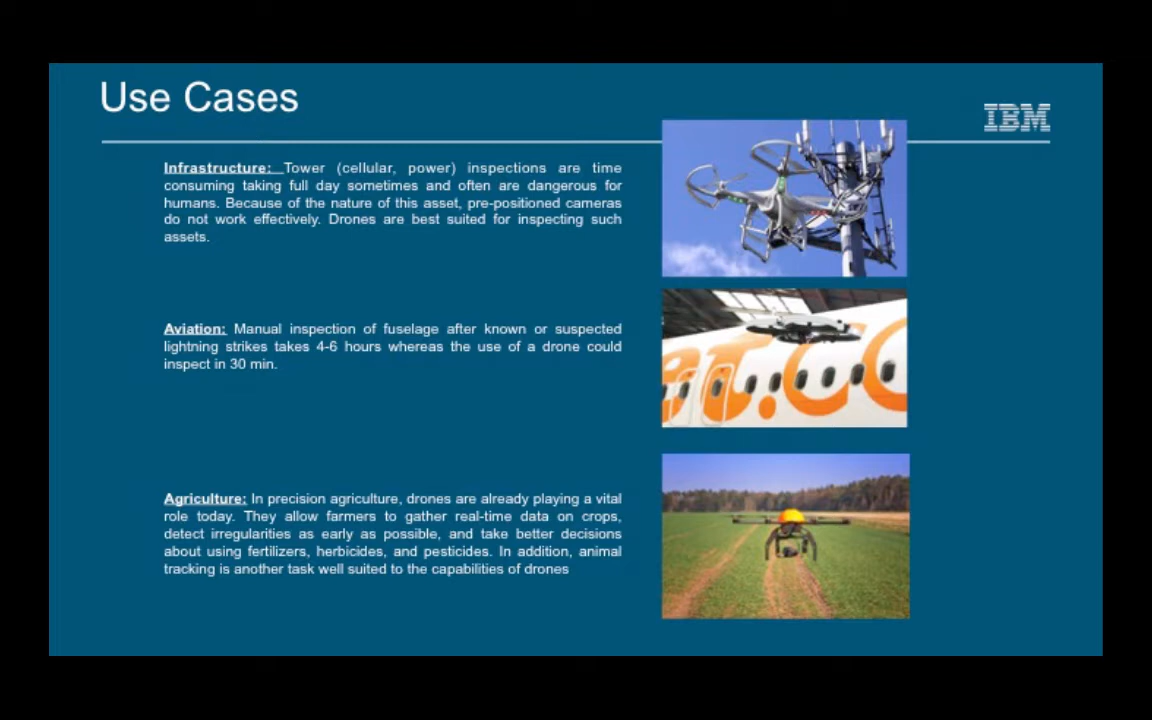 Use Cases
IBM
Infrastructure: Tower (cellular, power) inspections are time
consuming taking full day sometimes and often are dangerous for
humans. Because of the nature of this asset, pre-positioned cameras
do not work effectively. Drones are best suited for inspecting such
assets.
Aviation: Manual inspection of fuselage after known or suspected
lightning strikes takes 4-6 hours whereas the use of a drone could
inspect in 30 min.
et.co
Agriculture: In precision agriculture, drones are already playing a vital
role today. They allow farmers to gather real-time data on crops,
detect irregularities as early as possible, and take better decisions
about using fertilizers, herbicides, and pesticides. In addition, animal
tracking is another task well suited to the capabilities of drones